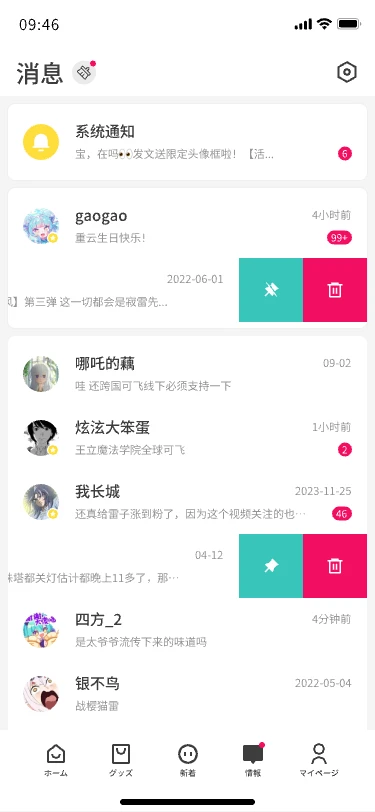 09:46
消息
系统通知
宝，在吗👀发文送限定头像框啦！【活...
6
gaogao
4小时前
重云生日快乐！
99+
2022-06-01
】第三弹 这一切都会是寂雷先...
哪吒的藕
09-02
哇 还跨国可飞线下必须支持一下
炫泫大笨蛋
1小时前
王立魔法学院全球可飞
2
我长城
2023-11-25
还真给雷子涨到粉了，因为这个视频关注的也…
46
04-12
塔都关灯估计都晚上11多了，那…
四方_2
4分钟前
是太爷爷流传下来的味道吗
银不鸟
2022-05-04
战樱猫雷
ホーム
グッズ
新着
情報
マイページ